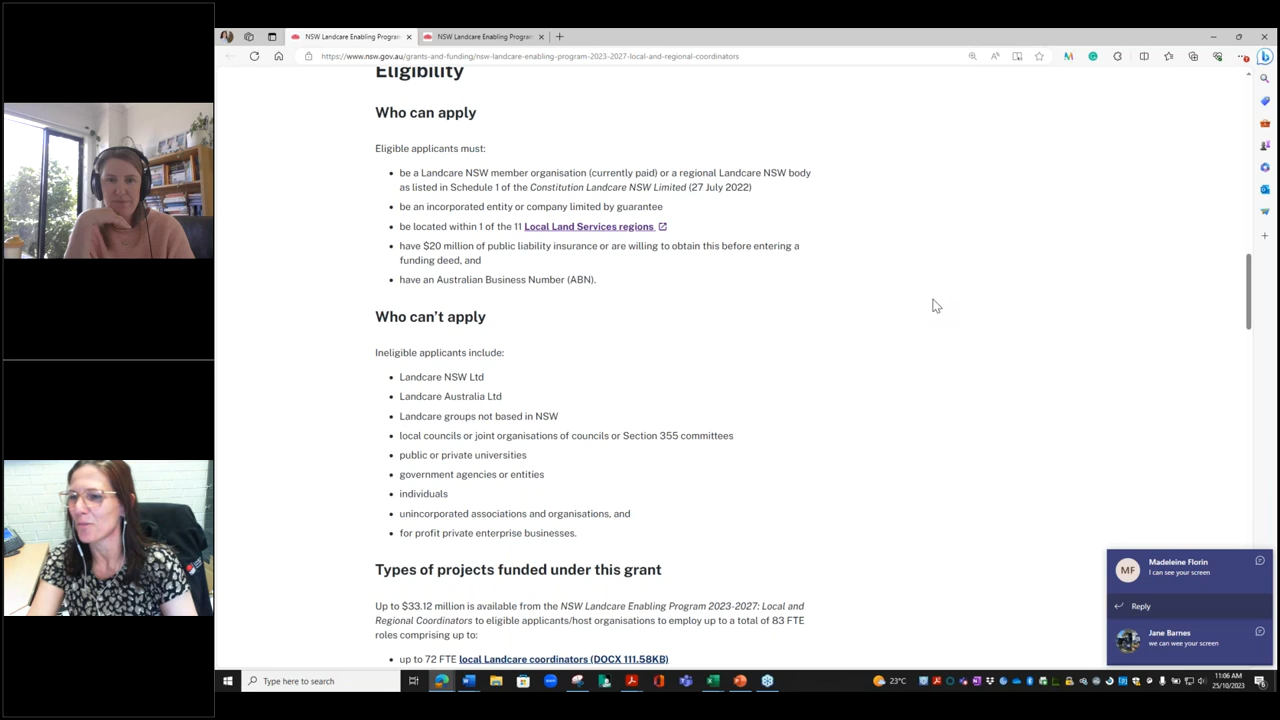 NSW Landcare Enabling Program
NSW Landcare Enabling Program
https://www.nsw.gov.au/grants-and-funding/nsw-landcare-enabling-program-2023-2027-local-and-regional-coordinators
Eligibility
Who can apply
Eligible applicants must:
• be a Landcare NSW member organisation (currently paid) or a regional Landcare NSW body
as listed in Schedule 1 of the Constitution Landcare NSW Limited (27 July 2022)
• be an incorporated entity or company limited by guarantee
• be located within 1 of the 11 Local Land Services regions
• have $20 million of public liability insurance or are willing to obtain this before entering a
funding deed, and
• have an Australian Business Number (ABN).
Who can’t apply
Ineligible applicants include:
• Landcare NSW Ltd
• Landcare Australia Ltd
• Landcare groups not based in NSW
• local councils or joint organisations of councils or Section 355 committees
• public or private universities
• government agencies or entities
• individuals
• unincorporated associations and organisations, and
• for profit private enterprise businesses.
Types of projects funded under this grant
Up to $33.12 million is available from the NSW Landcare Enabling Program 2023-2027: Local and
Regional Coordinators to eligible applicants/host organisations to employ up to a total of 83 FTE
roles comprising up to:
• up to 72 FTE local Landcare coordinators (DOCX 111.58KB)
MF
Madeleine Florin
I can see your screen
Reply
Jane Barnes
we can wee your screen
Type here to search
23°C
11:06 AM
25/10/2023